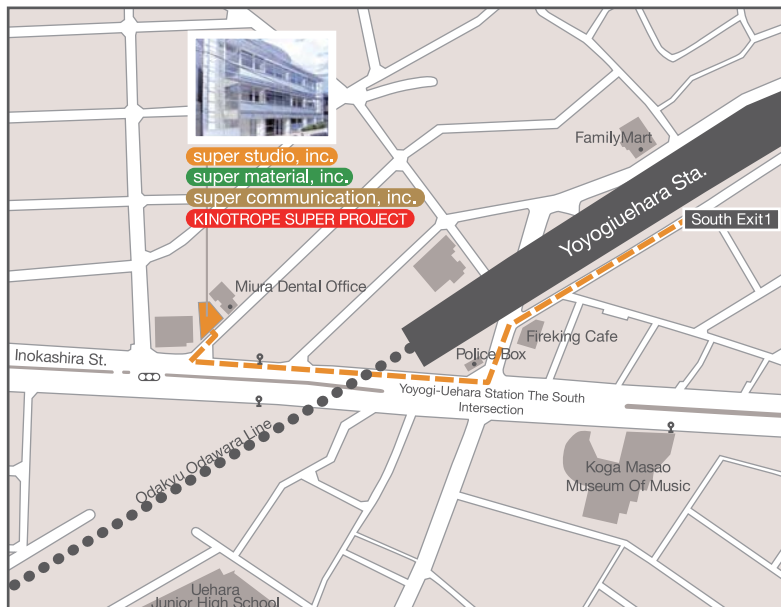 super studio, inc.
super material, inc.
super communication, inc.
KINOTROPE SUPER PROJECT
FamilyMart
Yoyogiuehara Sta.
South Exit1
Miura Dental Office
Fireking Cafe
Police Box
Inokashira St.
Yoyogi-Uehara Station The South
Intersection
Odakyu Odawara Line
Koga Masao
Museum Of Music
Uehara
Junior High School